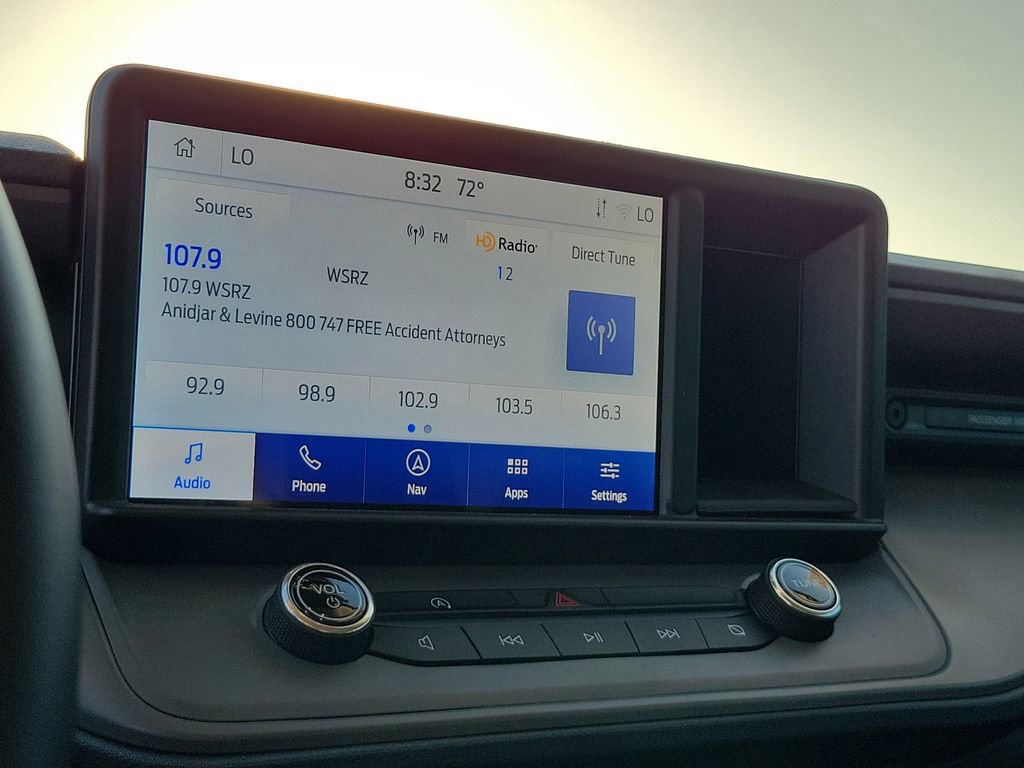 LO
8:32 72°
LO
Sources
FM
HD Radio
Direct Tune
107.9
WSRZ
1 2
107.9 WSRZ
Anidjar & Levine 800 747 FREE Accident Attorneys
92.9
98.9
102.9
103.5
106.3
Audio
Phone
Nav
Apps
Settings
VOL
TUNE
PASSENGER